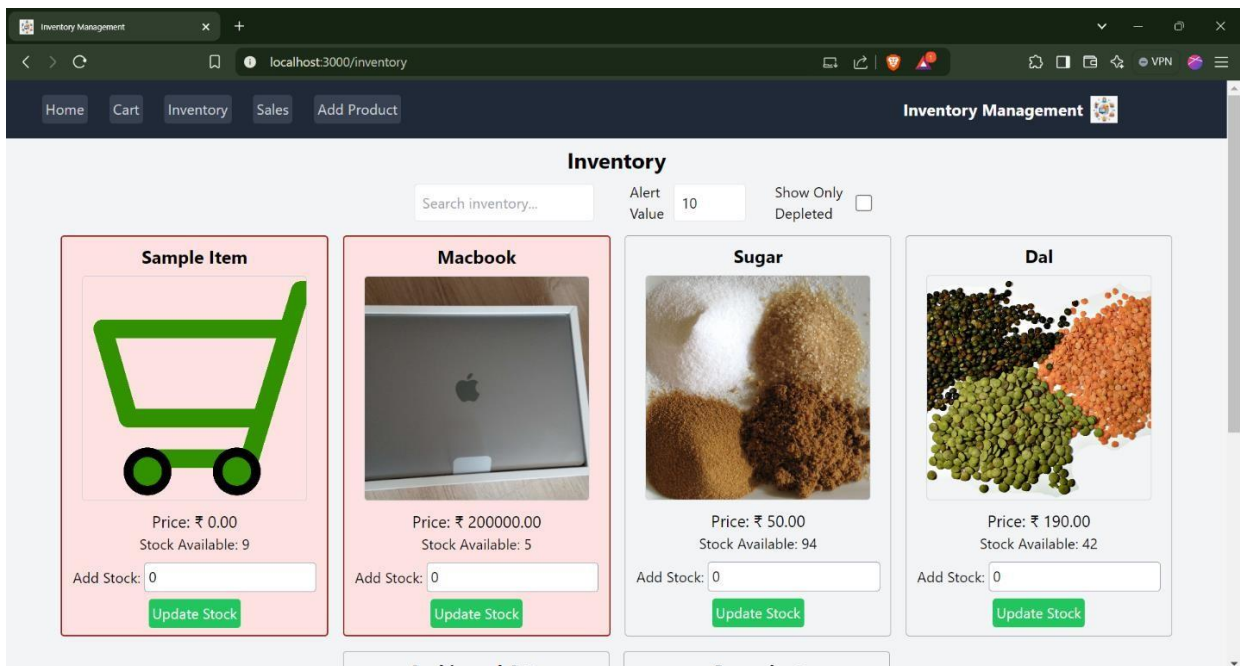 Inventory Management
localhost:3000/inventory
VPN
Home Cart Inventory Sales Add Product
Inventory Management
Inventory
Search inventory...
Alert Value
10
Show Only Depleted
Sample Item
Price: ₹ 0.00
Stock Available: 9
Add Stock: 0
Update Stock
Macbook
Price: ₹ 200000.00
Stock Available: 5
Add Stock: 0
Update Stock
Sugar
Price: ₹ 50.00
Stock Available: 94
Add Stock: 0
Update Stock
Dal
Price: ₹ 190.00
Stock Available: 42
Add Stock: 0
Update Stock